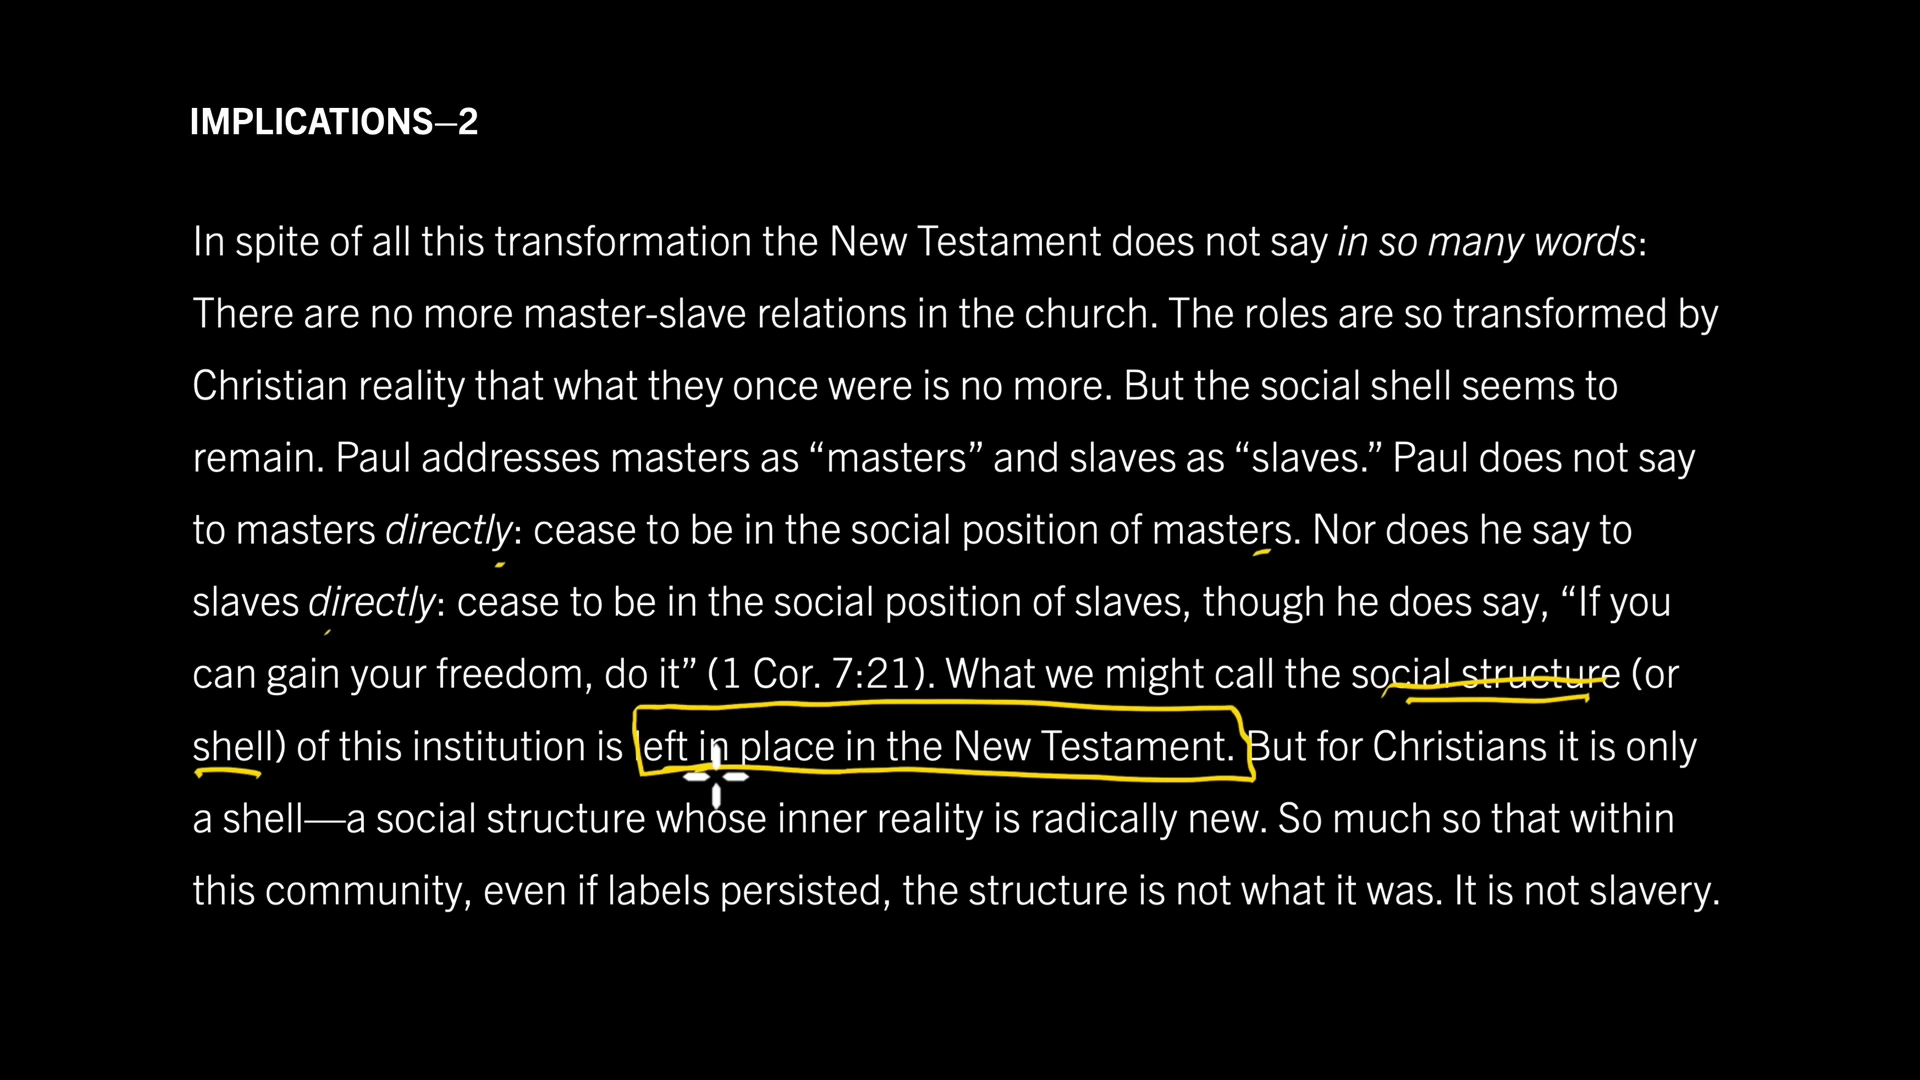 IMPLICATIONS—2
In spite of all this transformation the New Testament does not say in so many words:
There are no more master-slave relations in the church. The roles are so transformed by
Christian reality that what they once were is no more. But the social shell seems to
remain. Paul addresses masters as “masters” and slaves as “slaves.” Paul does not say
to masters directly: cease to be in the social position of masters. Nor does he say to
slaves directly: cease to be in the social position of slaves, though he does say, “If you
can gain your freedom, do it” (1 Cor. 7:21). What we might call the social structure (or
shell) of this institution is left in place in the New Testament. But for Christians it is only
a shell—a social structure whose inner reality is radically new. So much so that within
this community, even if labels persisted, the structure is not what it was. It is not slavery.